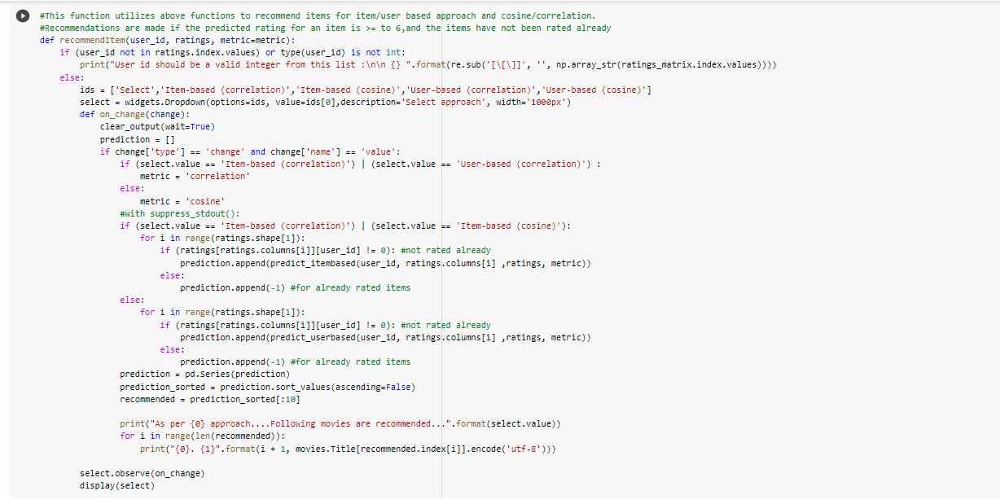 #This function utilizes above functions to recommend items for item/user based approach and cosine/correlation.
#Recommendations are made if the predicted rating for an item is >= to 6,and the items have not been rated already
def recommendItem(user_id, ratings, metric=metric):
    if (user_id not in ratings.index.values) or type(user_id) is not int:
        print("User id should be a valid integer from this list :\n\n {} ".format(re.sub('[\[\]]', '', np.array_str(ratings_matrix.index.values))))
    else:
        ids = ['Select','Item-based (correlation)','Item-based (cosine)','User-based (correlation)','User-based (cosine)']
        select = widgets.Dropdown(options=ids, value=ids[0],description='Select approach', width='1000px')
        def on_change(change):
            clear_output(wait=True)
            prediction = []
            if change['type'] == 'change' and change['name'] == 'value':
                if (select.value == 'Item-based (correlation)') | (select.value == 'User-based (correlation)') :
                    metric = 'correlation'
                else:
                    metric = 'cosine'
                #with suppress_stdout():
                if (select.value == 'Item-based (correlation)') | (select.value == 'Item-based (cosine)'):
                    for i in range(ratings.shape[1]):
                        if (ratings[ratings.columns[i]][user_id] != 0): #not rated already
                            prediction.append(predict_itembased(user_id, ratings.columns[i] ,ratings, metric))
                        else:
                            prediction.append(-1) #for already rated items
                else:
                    for i in range(ratings.shape[1]):
                        if (ratings[ratings.columns[i]][user_id] != 0): #not rated already
                            prediction.append(predict_userbased(user_id, ratings.columns[i] ,ratings, metric))
                        else:
                            prediction.append(-1) #for already rated items
                prediction = pd.Series(prediction)
                prediction_sorted = prediction.sort_values(ascending=False)
                recommended = prediction_sorted[:10]
                print("As per {0} approach....Following movies are recommended...".format(select.value))
                for i in range(len(recommended)):
                    print("{0}. {1}".format(i + 1, movies.Title[recommended.index[i]].encode('utf-8')))
        select.observe(on_change)
        display(select)